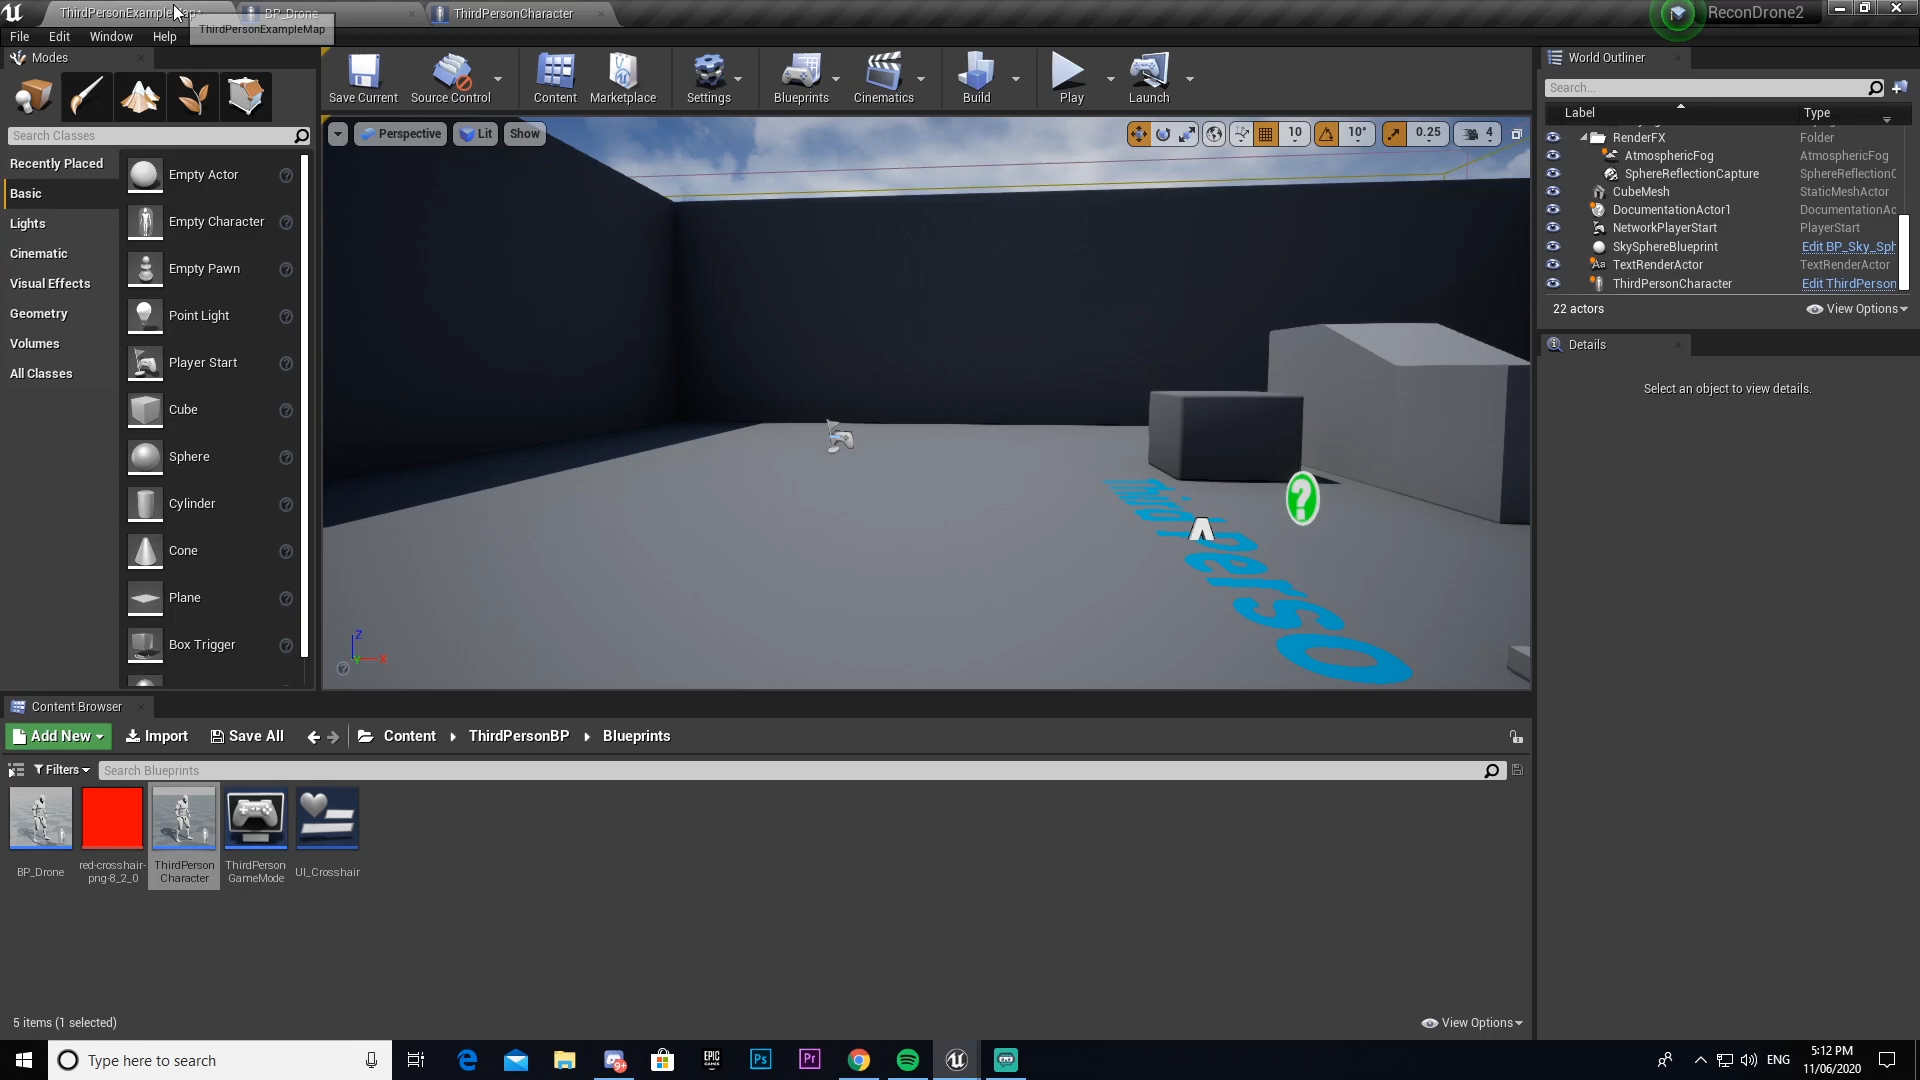 ThirdPersonExampleMap
BP_Drone
ThirdPersonCharacter
ReconDrone2
File
Edit
Window
Help
ThirdPersonExampleMap
Modes
Search Classes
Recently Placed
Basic
Lights
Cinematic
Visual Effects
Geometry
Volumes
All Classes
Empty Actor
Empty Character
Empty Pawn
Point Light
Player Start
Cube
Sphere
Cylinder
Cone
Plane
Box Trigger
Save Current
Source Control
Content
Marketplace
Settings
Blueprints
Cinematics
Build
Play
Launch
Perspective
Lit
Show
10
10°
0.25
4
Z
Y
X
World Outliner
Search...
Label
Type
RenderFX
Folder
AtmosphericFog
AtmosphericFog
SphereReflectionCapture
SphereReflectionC
CubeMesh
StaticMeshActor
DocumentationActor1
DocumentationAc
NetworkPlayerStart
PlayerStart
SkySphereBlueprint
Edit BP_Sky_Sph
TextRenderActor
TextRenderActor
ThirdPersonCharacter
Edit ThirdPerson
22 actors
View Options
Details
Select an object to view details.
Content Browser
Add New
Import
Save All
Content
ThirdPersonBP
Blueprints
Filters
Search Blueprints
BP_Drone
red-crosshair-
png-8_2_0
ThirdPerson
Character
ThirdPerson
GameMode
UI_Crosshair
5 items (1 selected)
View Options
Type here to search
EPIC
GAMES
Ps
Pr
9+
ENG
5:12 PM
11/06/2020